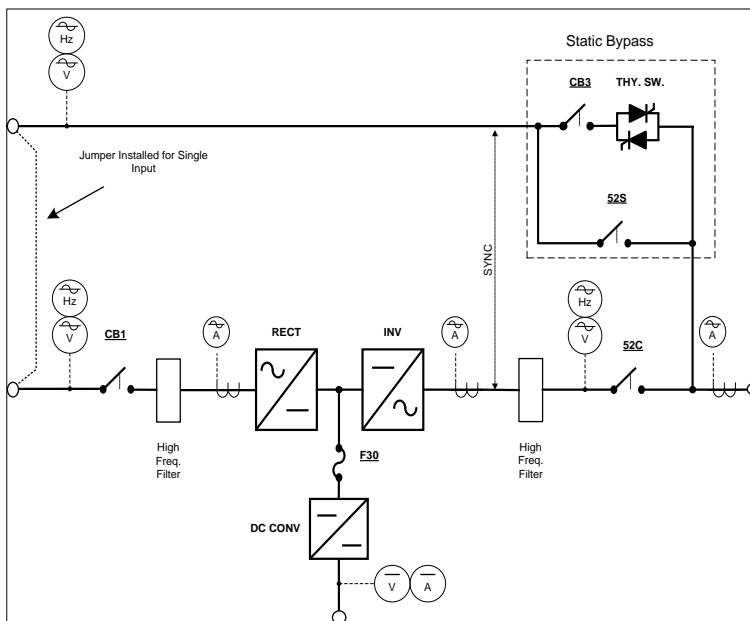 Hz
V
Static Bypass
CB3
THY. SW.
Jumper Installed for Single
Input
52S
SYNC
Hz
V
CB1
A
RECT
INV
A
Hz
V
52C
A
High
Freq.
Filter
F30
High
Freq.
Filter
DC CONV
V
A